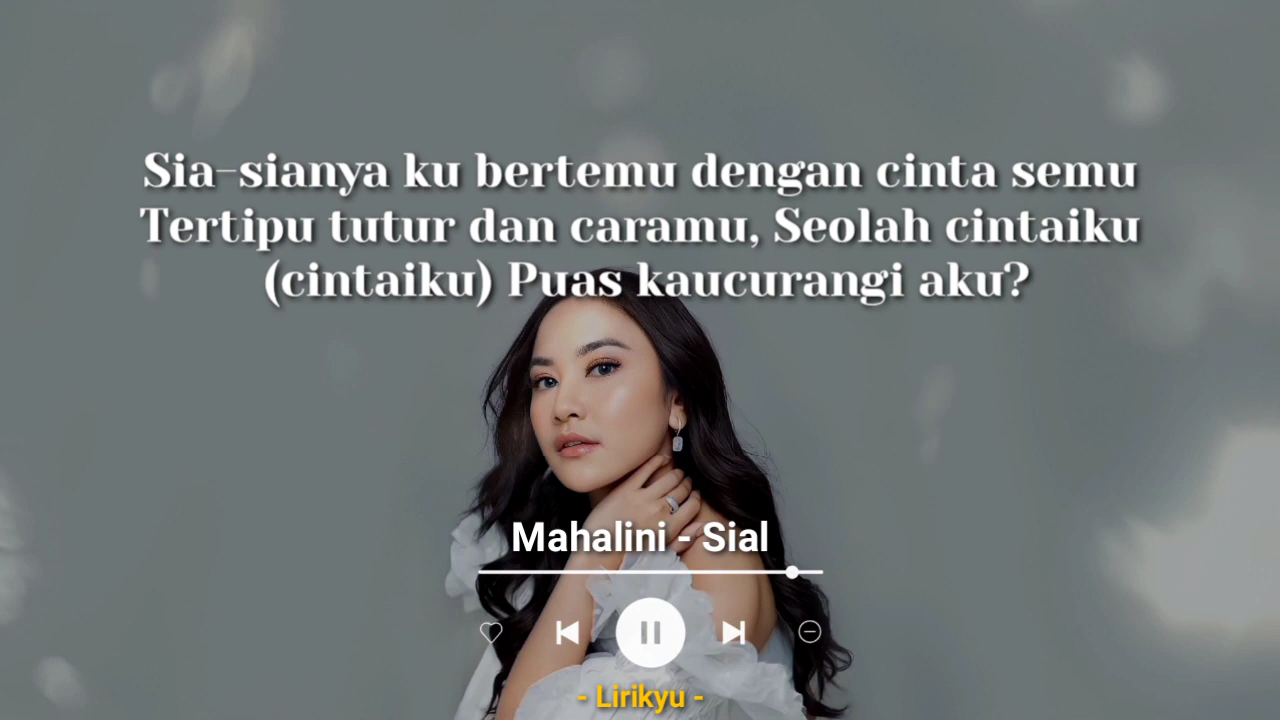 Sia-sianya ku bertemu dengan cinta semu
Tertipu tutur dan caramu, Seolah cintaiku
(cintaiku) Puas kaucurangi aku?
Mahalini - Sial
- Lirikyu -